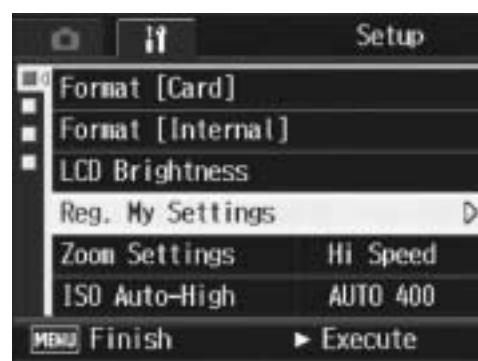 Setup
Format [Card]
Format [Internal]
LCD Brightness
Reg. My Settings
Zoom Settings Hi Speed
ISO Auto-High AUTO 400
MENU Finish ► Execute